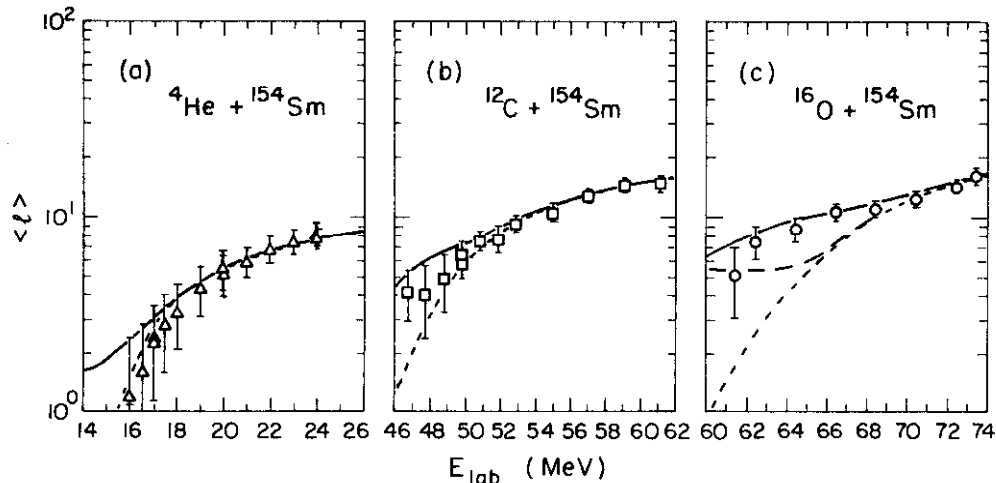 10²
(a)
⁴He + ¹⁵⁴Sm
(b)
¹²C + ¹⁵⁴Sm
(c)
¹⁶O + ¹⁵⁴Sm
<ℓ>
10¹
10⁰
14 16 18 20 22 24 26
46 48 50 52 54 56 58 60 62
60 62 64 66 68 70 72 74
E_lab (MeV)